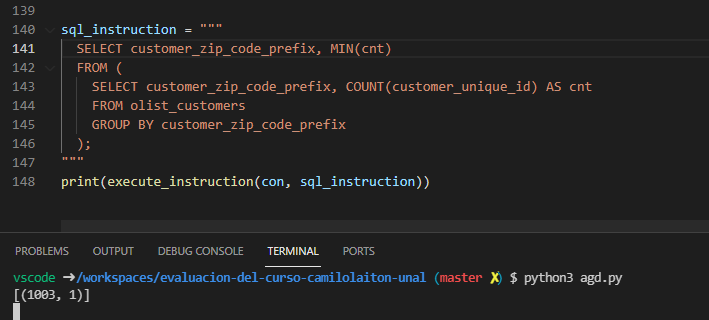 139
140 sql_instruction = """
141 SELECT customer_zip_code_prefix, MIN(cnt)
142 FROM (
143 SELECT customer_zip_code_prefix, COUNT(customer_unique_id) AS cnt
144 FROM olist_customers
145 GROUP BY customer_zip_code_prefix
146 );
147 """
148 print(execute_instruction(con, sql_instruction))
PROBLEMS OUTPUT DEBUG CONSOLE TERMINAL PORTS
vscode ➜/workspaces/evaluacion-del-curso-camilolaiton-unal (master ✗) $ python3 agd.py
[(1003, 1)]